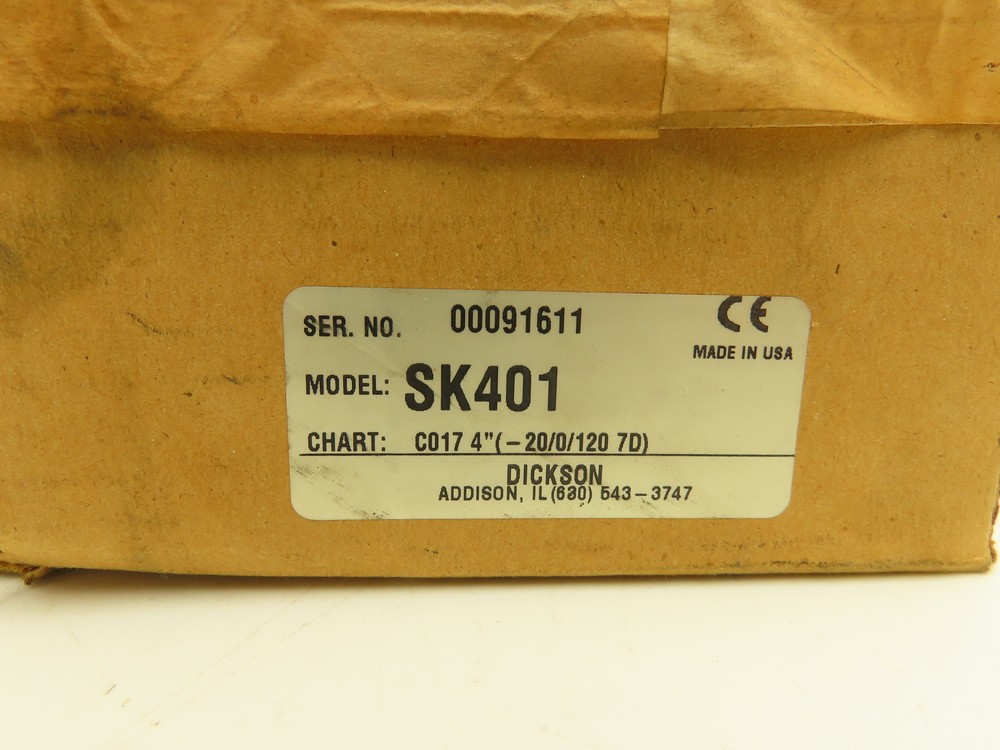 SER. NO. 00091611
CE
MADE IN USA
MODEL: SK401
CHART: C017 4"(-20/0/120 7D)
DICKSON
ADDISON, IL (630) 543-3747